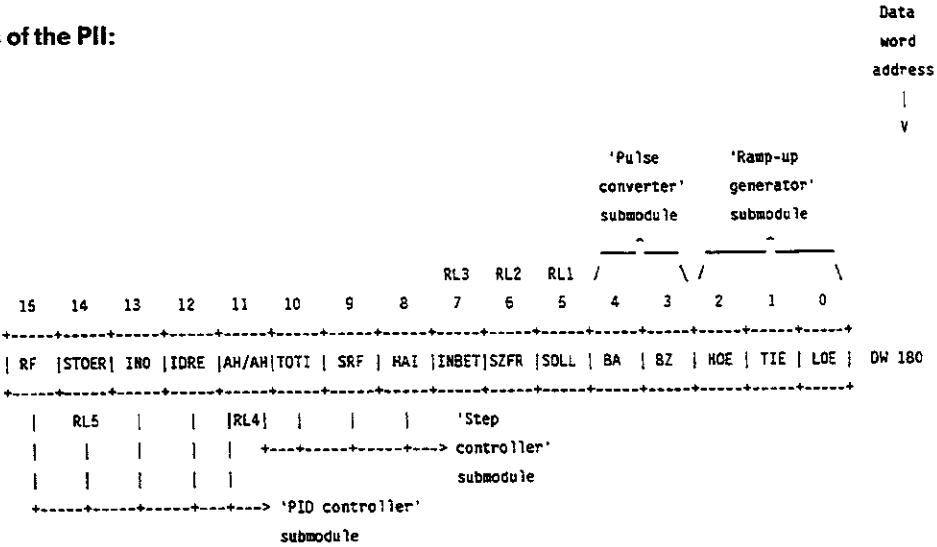 Data
of the PII:
word
address
|
V
'Pulse 'Ramp-up
converter' generator'
submodule submodule
RL3 RL2 RL1
15 14 13 12 11 10 9 8 7 6 5 4 3 2 1 0
| RF |STOER| INO |IDRE |AH/AH|TOTI | SRF | HAI |INBET|SZFR |SOLL | BA | BZ | HOE | TIE | LOE | DW 180
| RL5 | | |RL4| | | | 'Step
| | | | | +---+-----+-----+---> controller'
| | | | | submodule
+-----+-----+-----+---+---> 'PID controller'
submodule